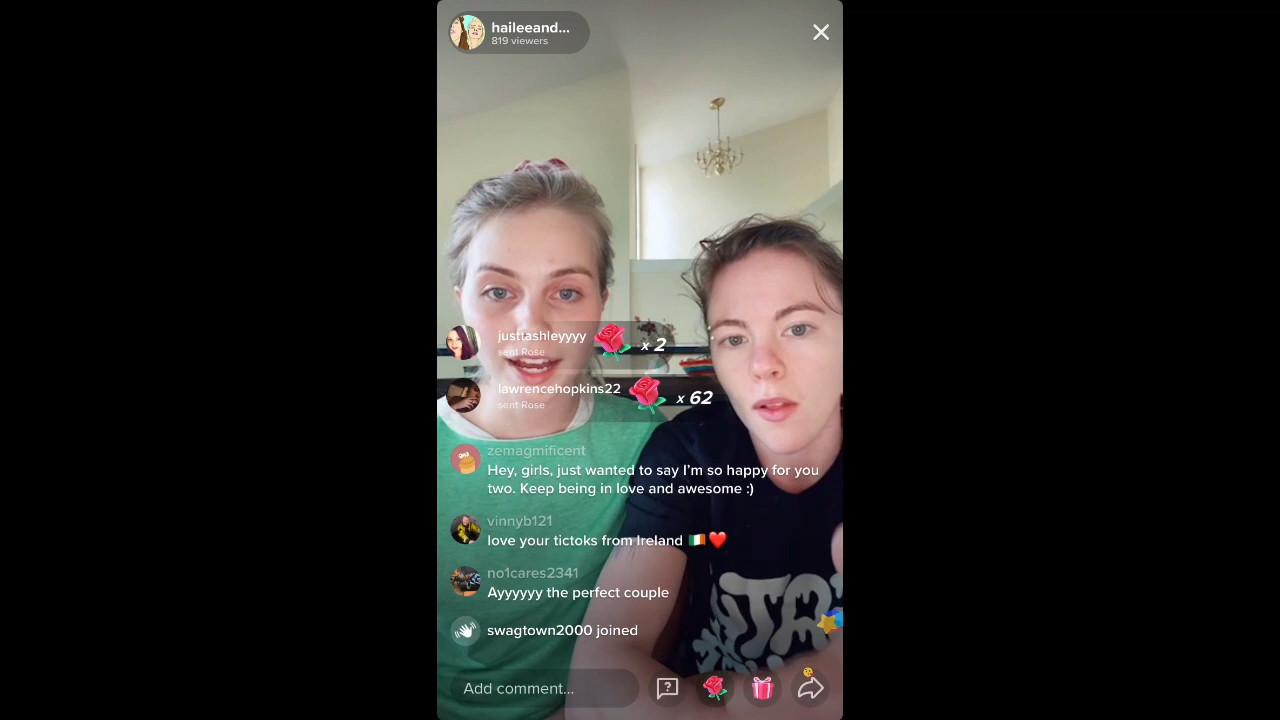 haileeand...
819 viewers
justtashleyyyy
sent Rose
x 2
lawrencehopkins22
sent Rose
x 62
zemagmificent
Hey, girls, just wanted to say I'm so happy for you
two. Keep being in love and awesome :)
vinnyb121
love your tictoks from Ireland 🇮🇪❤️
no1cares2341
Ayyyyyy the perfect couple
swagtown2000 joined
Add comment...